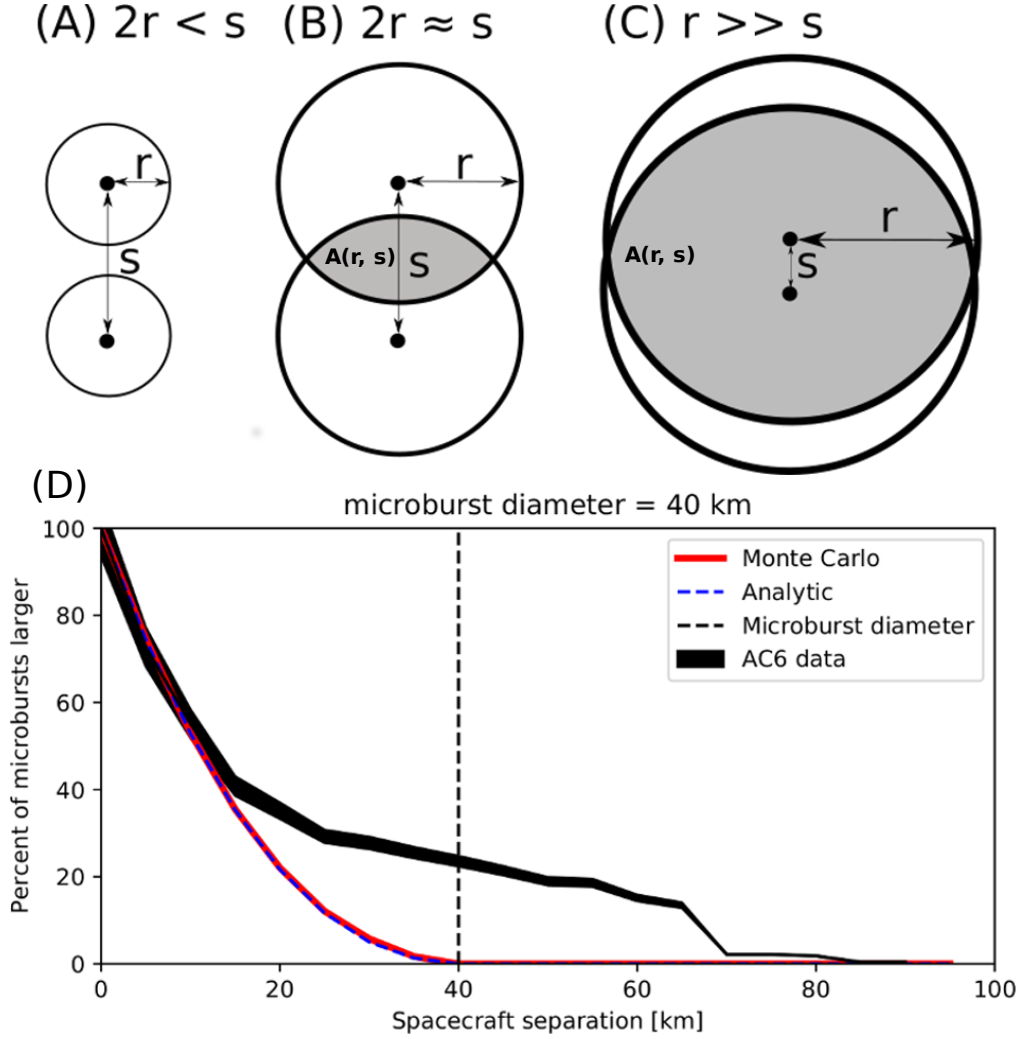 (A) 2r < s
(B) 2r ≈ s
(C) r >> s
r
s
r
A(r, s)
s
r
A(r, s)
s
(D)
microburst diameter = 40 km
Percent of microbursts larger
100
80
60
40
20
0
Monte Carlo
Analytic
Microburst diameter
AC6 data
0
20
40
60
80
100
Spacecraft separation [km]